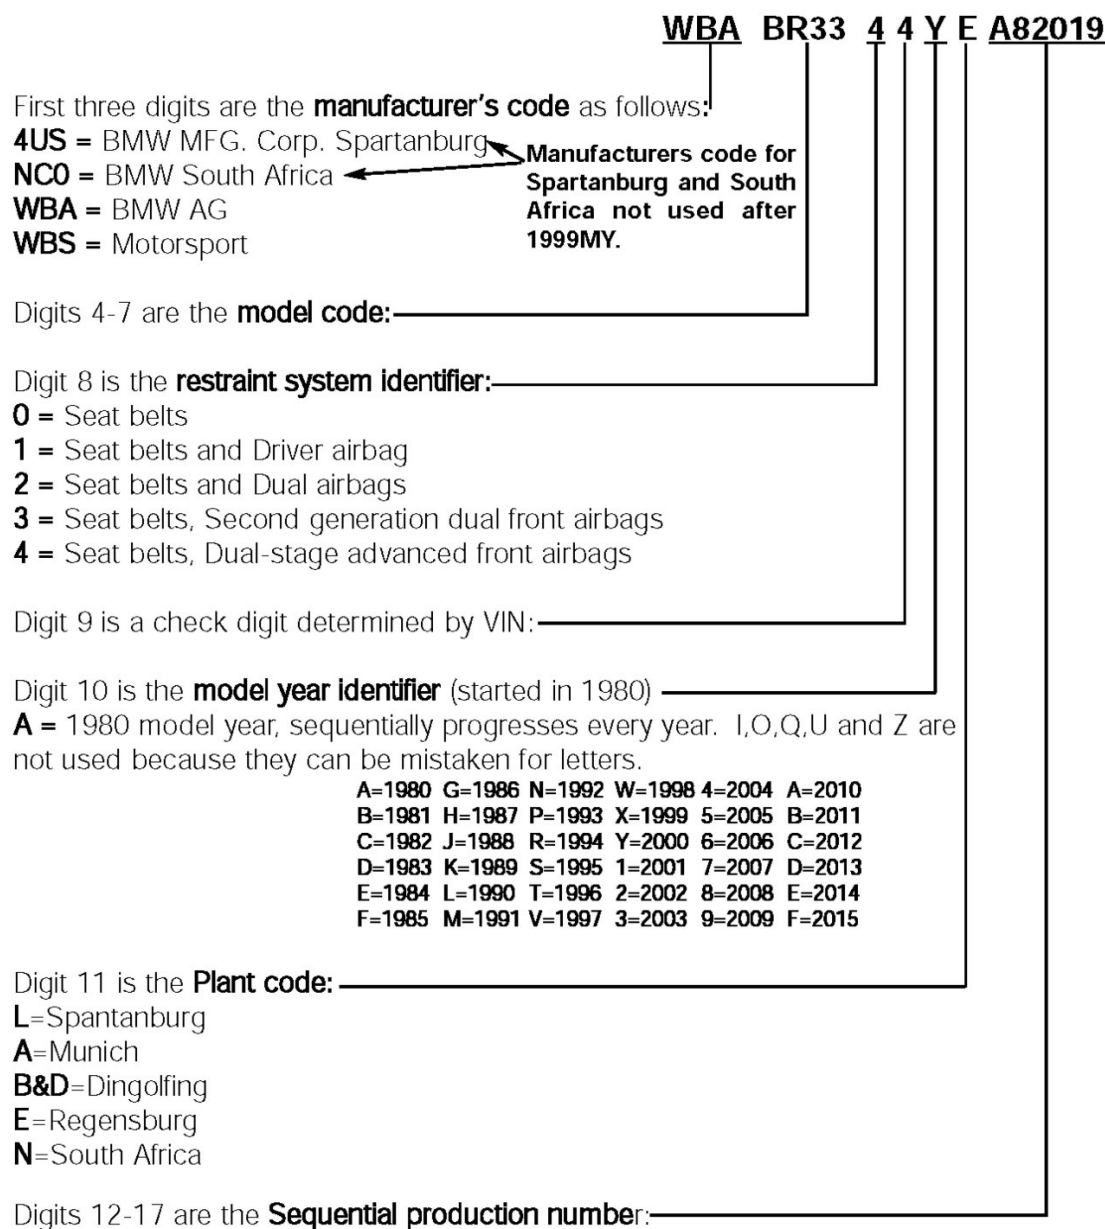 WBA BR33 4 4 Y E A82019
First three digits are the manufacturer's code as follows:
4US = BMW MFG. Corp. Spartanburg
NC0 = BMW South Africa
WBA = BMW AG
WBS = Motorsport
Manufacturers code for
Spartanburg and South
Africa not used after
1999MY.
Digits 4-7 are the model code:
Digit 8 is the restraint system identifier:
0 = Seat belts
1 = Seat belts and Driver airbag
2 = Seat belts and Dual airbags
3 = Seat belts, Second generation dual front airbags
4 = Seat belts, Dual-stage advanced front airbags
Digit 9 is a check digit determined by VIN:
Digit 10 is the model year identifier (started in 1980)
A = 1980 model year, sequentially progresses every year. I,O,Q,U and Z are
not used because they can be mistaken for letters.
A=1980 G=1986 N=1992 W=1998 4=2004 A=2010
B=1981 H=1987 P=1993 X=1999 5=2005 B=2011
C=1982 J=1988 R=1994 Y=2000 6=2006 C=2012
D=1983 K=1989 S=1995 1=2001 7=2007 D=2013
E=1984 L=1990 T=1996 2=2002 8=2008 E=2014
F=1985 M=1991 V=1997 3=2003 9=2009 F=2015
Digit 11 is the Plant code:
L=Spantanburg
A=Munich
B&D=Dingolfing
E=Regensburg
N=South Africa
Digits 12-17 are the Sequential production number: